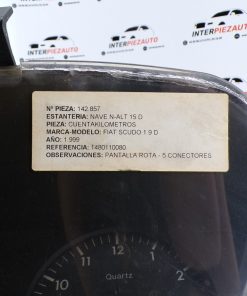 INTERPIEZAUTO
INTERPIEZAUTO
Nº PIEZA: 142.857
ESTANTERIA: NAVE N-ALT 15 D
PIEZA: CUENTAKILOMETROS
MARCA-MODELO: FIAT SCUDO 1.9 D
AÑO: 1.999
REFERENCIA: 1480110080
OBSERVACIONES: PANTALLA ROTA - 5 CONECTORES
11 12 1
10 2
Quartz